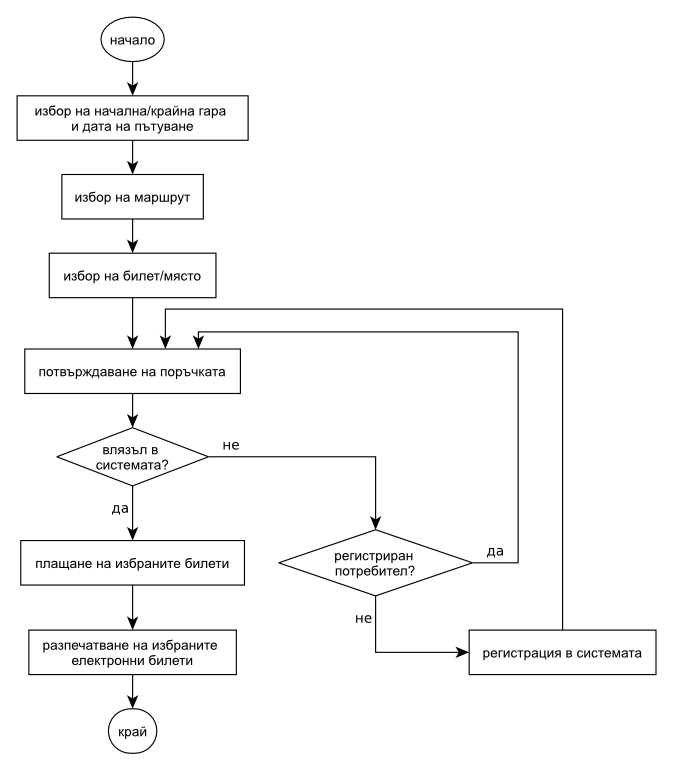 начало
избор на начална/крайна гара
и дата на пътуване
избор на маршрут
избор на билет/място
потвърждаване на поръчката
влязъл в
системата?
не
да
регистриран
потребител?
да
не
плащане на избраните билети
регистрация в системата
разпечатване на избраните
електронни билети
край